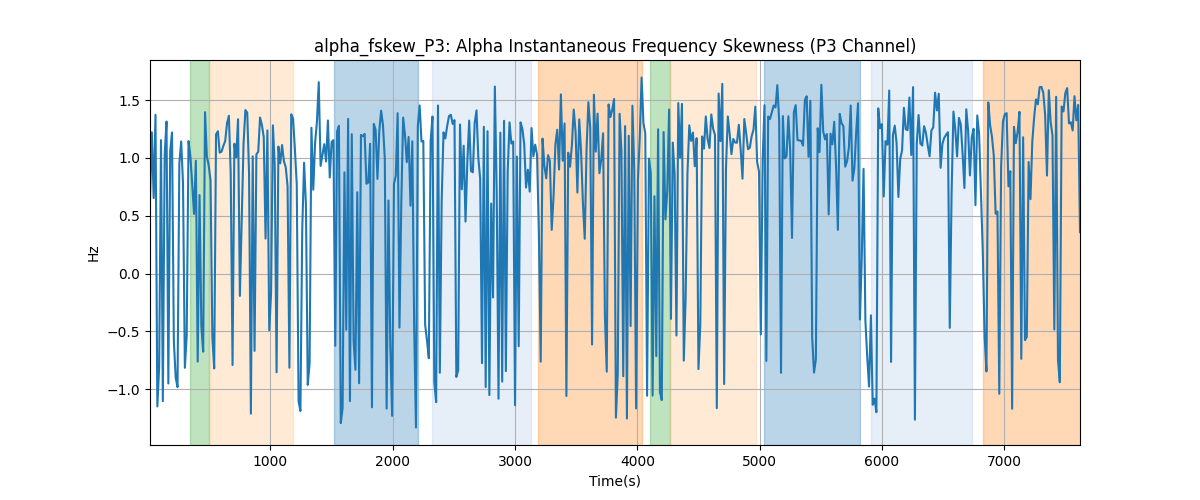 alpha_fskew_P3: Alpha Instantaneous Frequency Skewness (P3 Channel)
1.5
1.0
0.5
0.0
−0.5
−1.0
Hz
1000 2000 3000 4000 5000 6000 7000
Time(s)